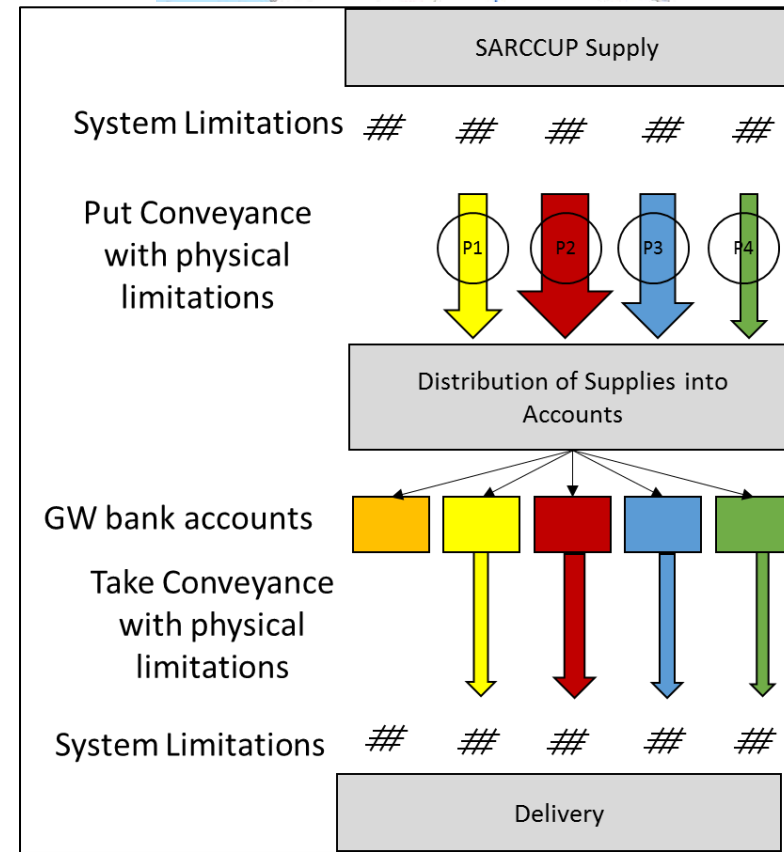 SARCCUP Supply
System Limitations
Put Conveyance
with physical
limitations
P1
P2
P3
P4
Distribution of Supplies into
Accounts
GW bank accounts
Take Conveyance
with physical
limitations
System Limitations
Delivery